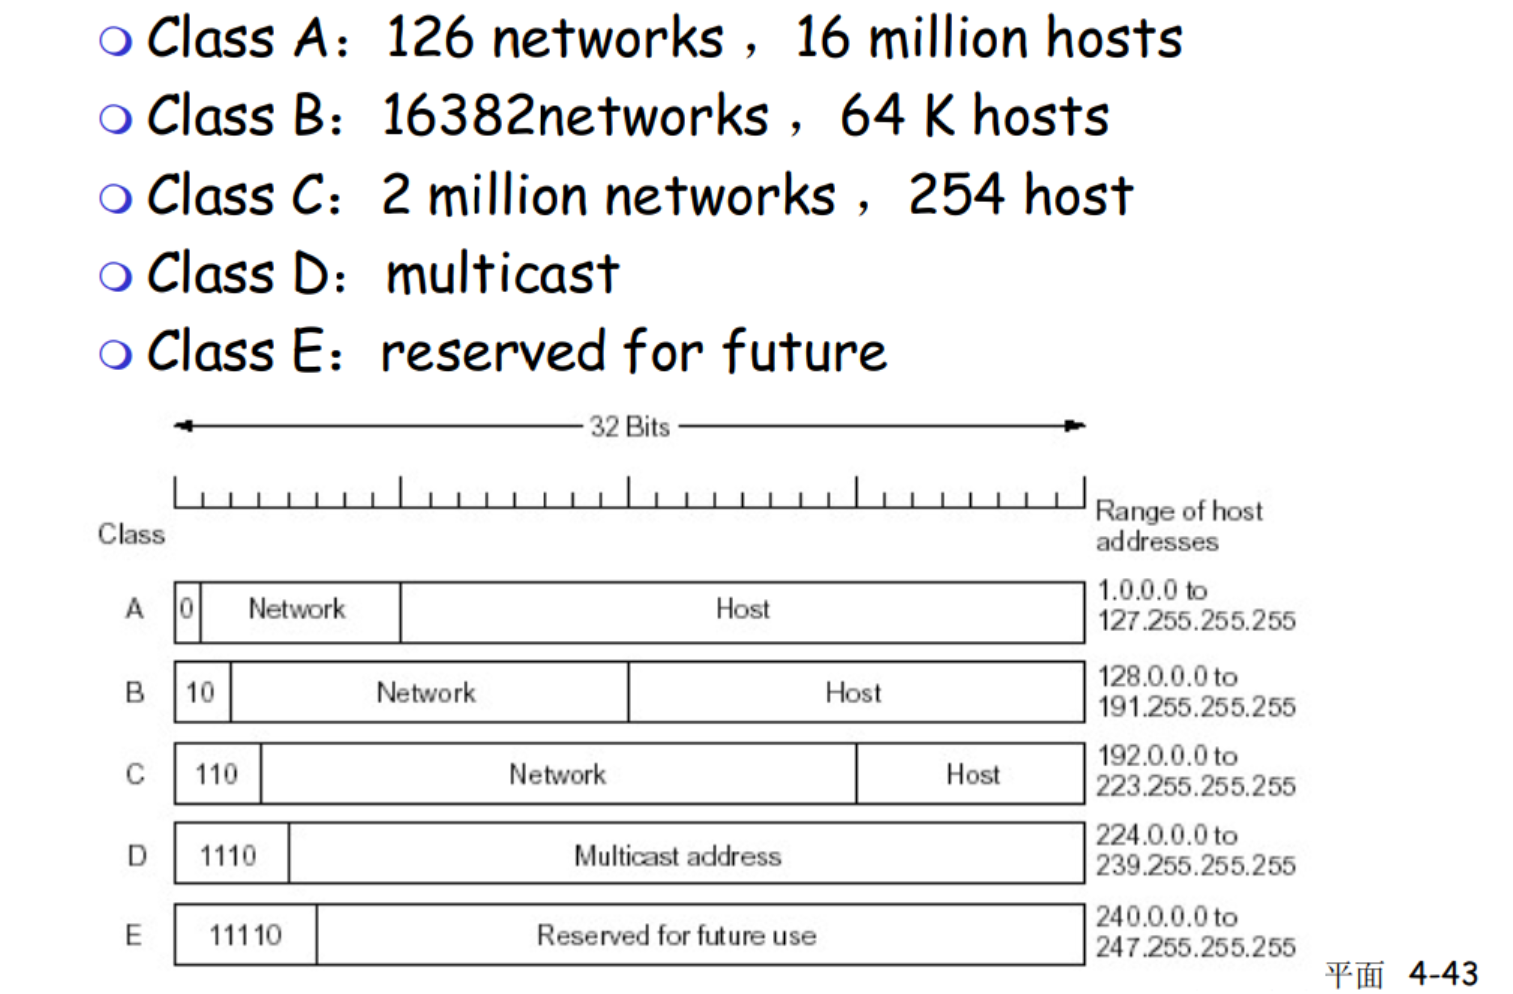 Class A：126 networks ，16 million hosts
Class B：16382networks ，64 K hosts
Class C：2 million networks ，254 host
Class D：multicast
Class E：reserved for future
32 Bits
Class
Range of host
addresses
A
0
Network
Host
1.0.0.0 to
127.255.255.255
B
10
Network
Host
128.0.0.0 to
191.255.255.255
C
110
Network
Host
192.0.0.0 to
223.255.255.255
D
1110
Multicast address
224.0.0.0 to
239.255.255.255
E
11110
Reserved for future use
240.0.0.0 to
247.255.255.255
平面 4-43